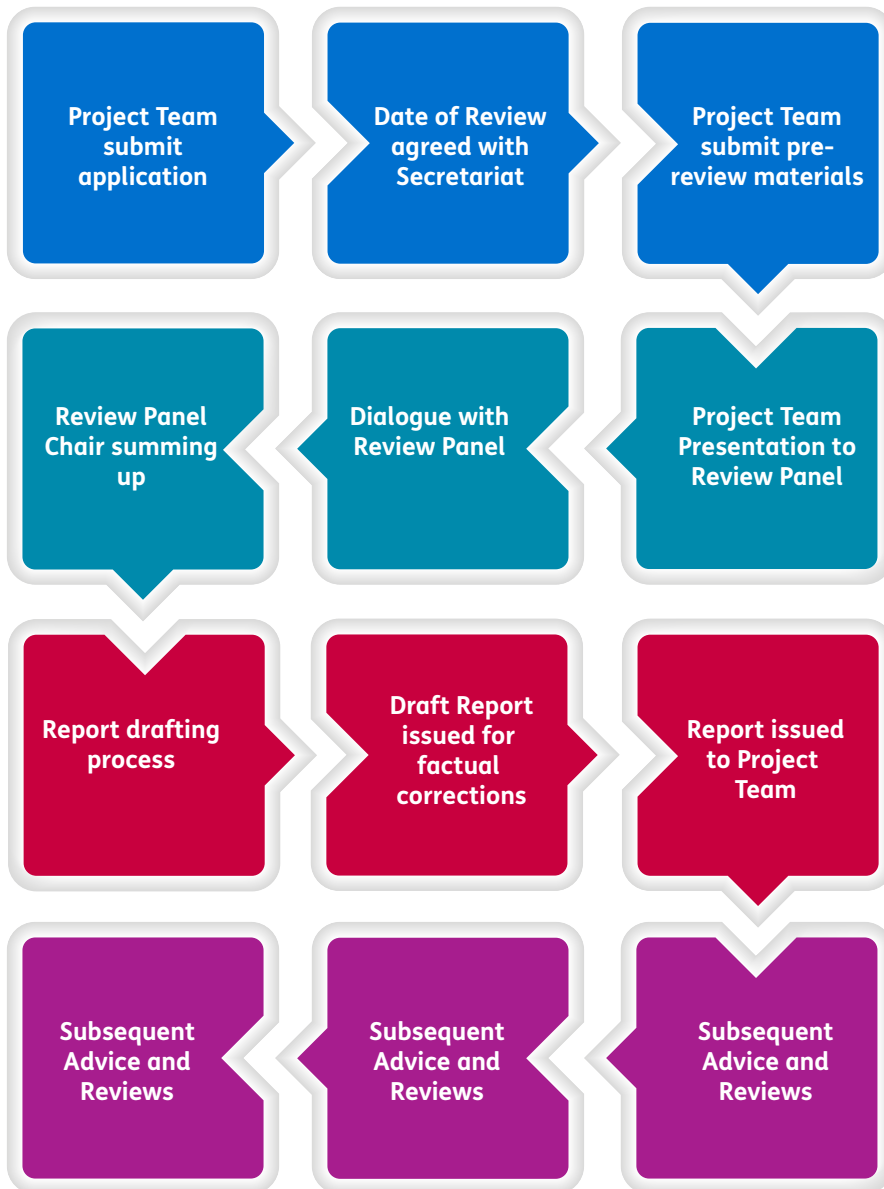 Project Team
submit
application
Date of Review
agreed with
Secretariat
Project Team
submit pre-
review materials
Project Team
Presentation to
Review Panel
Dialogue with
Review Panel
Review Panel
Chair summing
up
Report drafting
process
Draft Report
issued for
factual
corrections
Report issued
to Project
Team
Subsequent
Advice and
Reviews
Subsequent
Advice and
Reviews
Subsequent
Advice and
Reviews